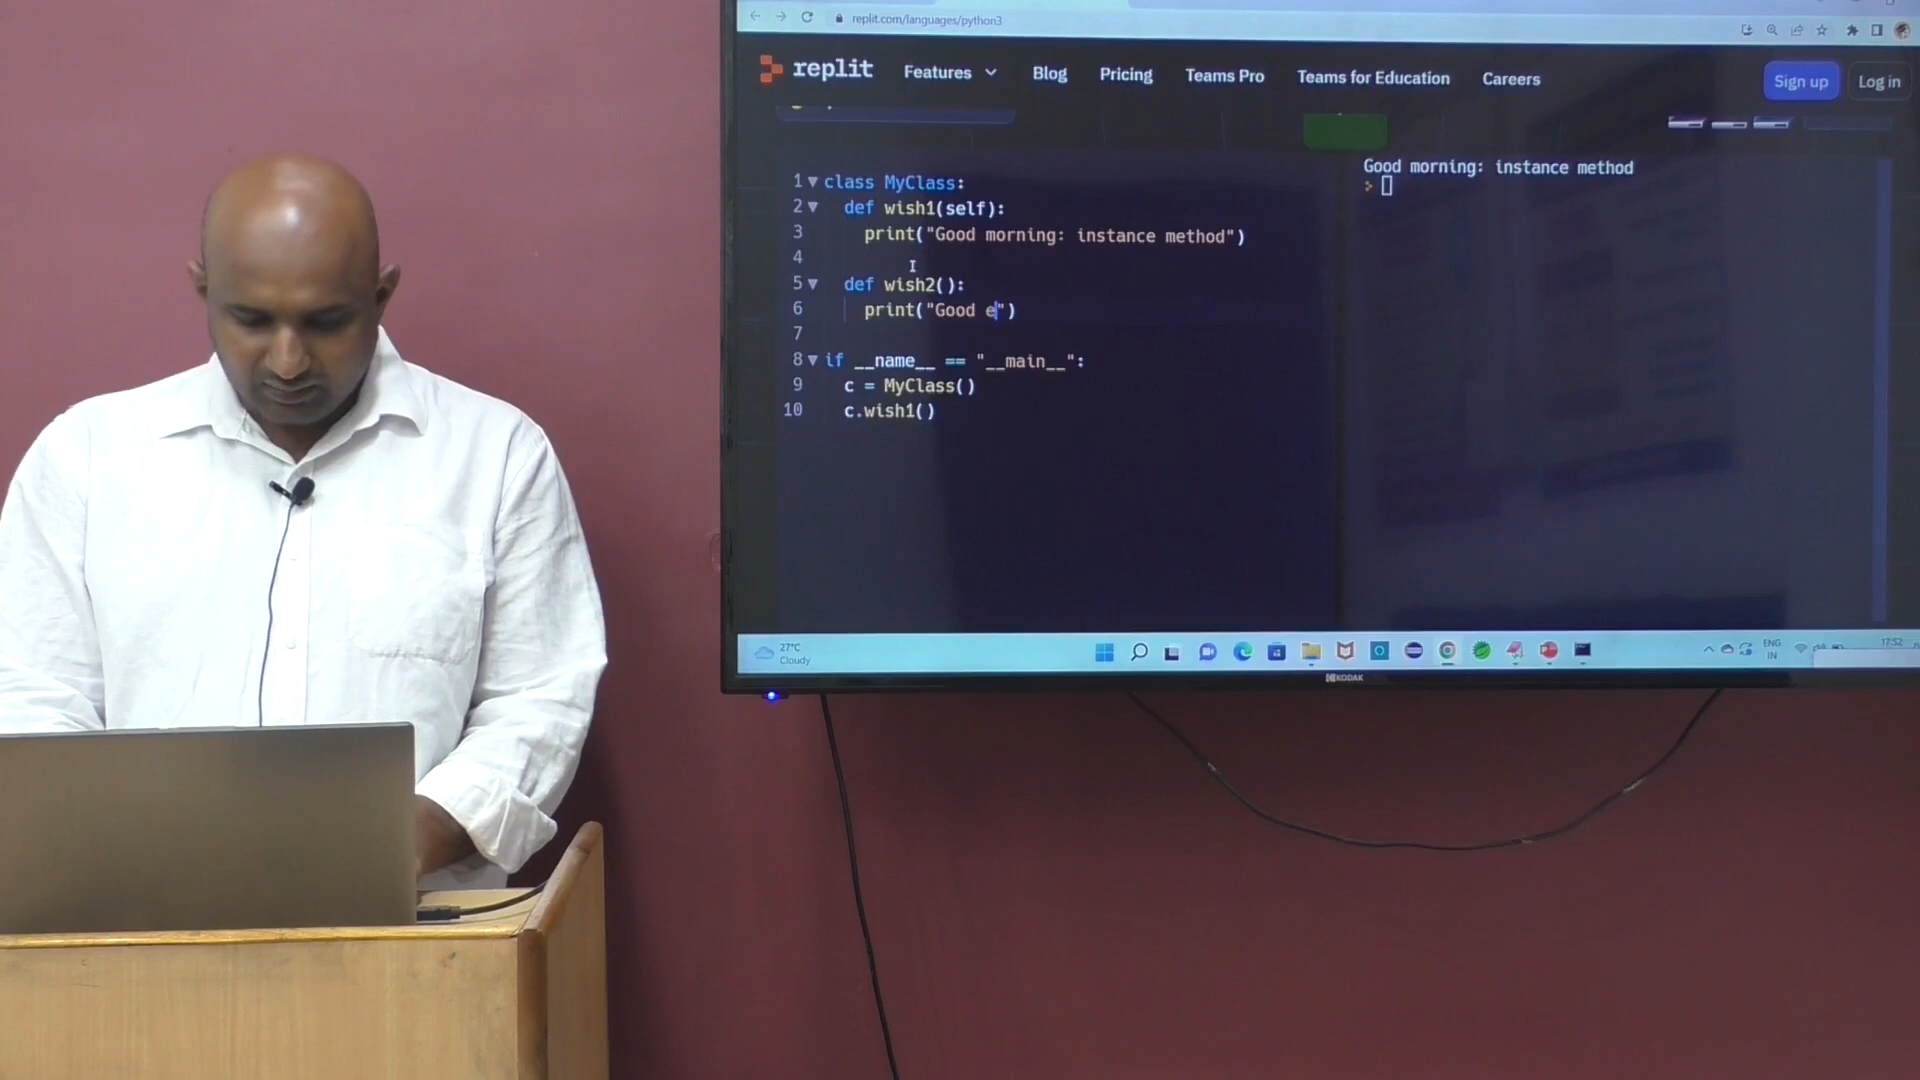 replit.com/languages/python3
replit Features Blog Pricing Teams Pro Teams for Education Careers Sign up Log in
1 class MyClass:
2 def wish1(self):
3 print("Good morning: instance method")
4
5 def wish2():
6 print("Good e")
7
8 if __name__ == "__main__":
9 c = MyClass()
10 c.wish1()
Good morning: instance method
27°C
Cloudy
ENG
IN
17:52
KODAK